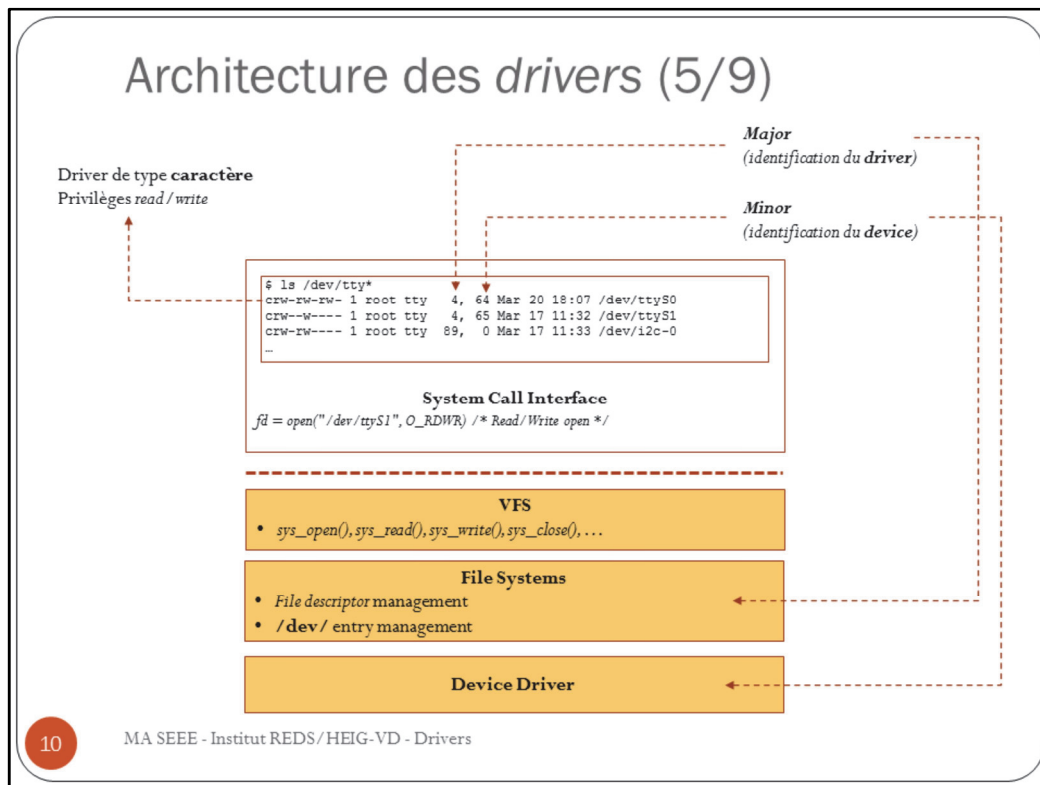 Architecture des drivers (5/9)
Major
(identification du driver)
Driver de type caractère
Privilèges read/write
Minor
(identification du device)
$ ls /dev/tty*
crw-rw-rw- 1 root tty   4, 64 Mar 20 18:07 /dev/ttyS0
crw--w---- 1 root tty   4, 65 Mar 17 11:32 /dev/ttyS1
crw-rw---- 1 root tty  89,  0 Mar 17 11:33 /dev/i2c-0
…
System Call Interface
fd = open("/dev/ttyS1", O_RDWR) /* Read/Write open */
VFS
• sys_open(), sys_read(), sys_write(), sys_close(), …
File Systems
• File descriptor management
• /dev/ entry management
Device Driver
10
MA SEEE - Institut REDS/HEIG-VD - Drivers